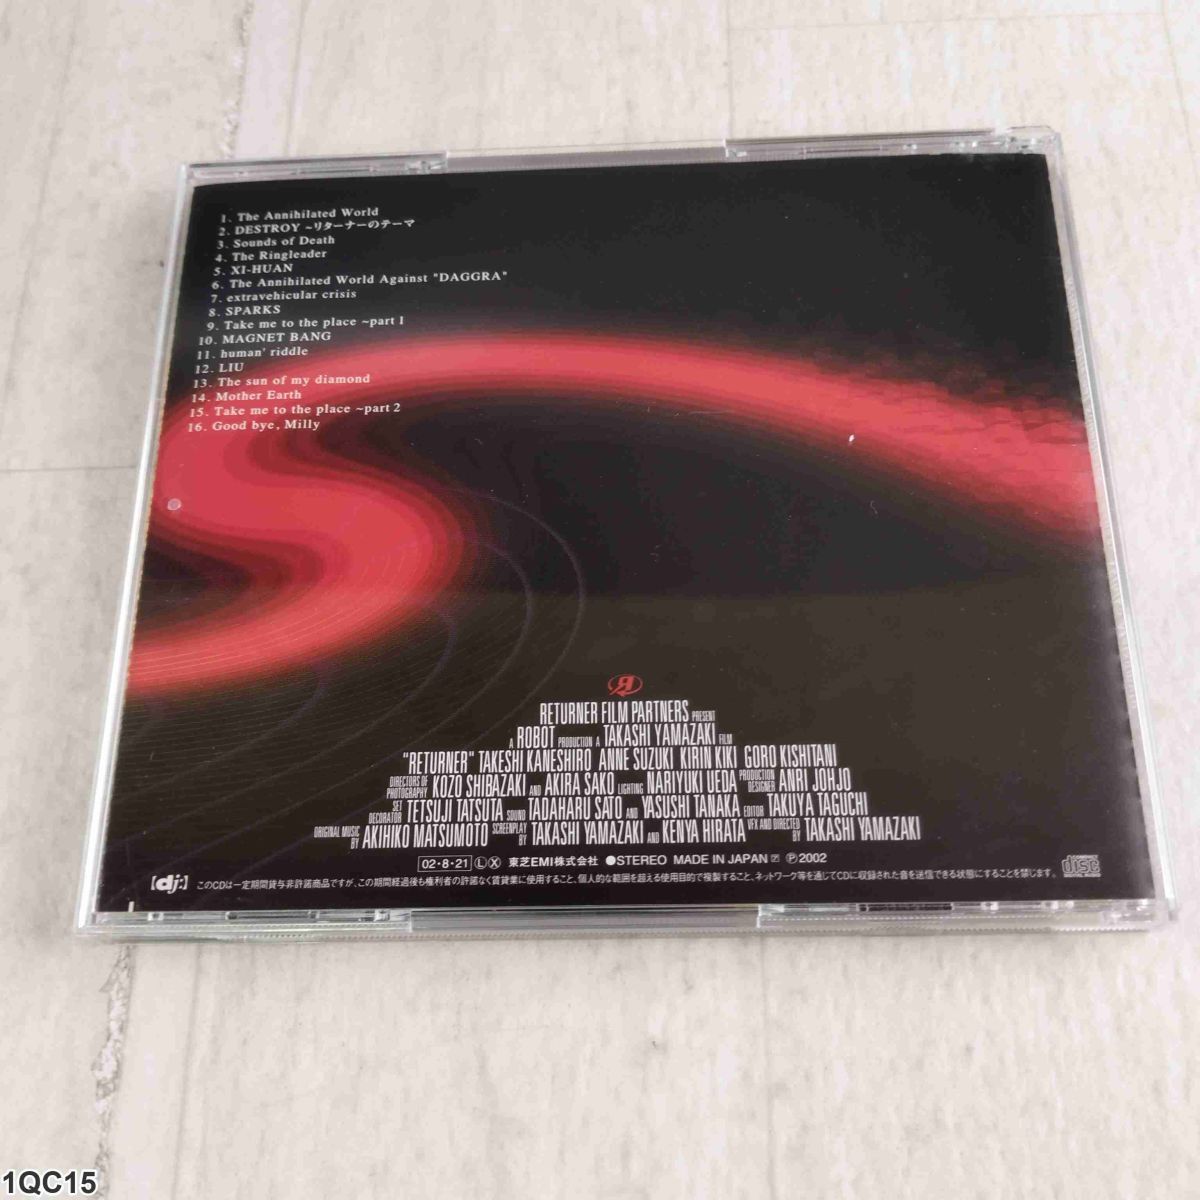 1. The Annihilated World
2. DESTROY ~リターナーのテーマ
3. Sounds of Death
4. The Ringleader
5. XI-HUAN
6. The Annihilated World Against "DAGGRA"
7. extravehicular crisis
8. SPARKS
9. Take me to the place ~part 1
10. MAGNET BANG
11. human' riddle
12. LIU
13. The sun of my diamond
14. Mother Earth
15. Take me to the place ~part 2
16. Good bye, Milly
RETURNER FILM PARTNERS PRESENT
A ROBOT PRODUCTION A TAKASHI YAMAZAKI FILM
"RETURNER" TAKESHI KANESHIRO ANNE SUZUKI KIRIN KIKI GORO KISHITANI
DIRECTORS OF PHOTOGRAPHY KOZO SHIBAZAKI AND AKIRA SAKO LIGHTING NARIYUKI UEDA PRODUCTION DESIGNER ANRI JOHJO
SET DECORATOR TETSUJI TATSUTA SOUND TADAHARU SATO AND YASUSHI TANAKA EDITOR TAKUYA TAGUCHI
ORIGINAL MUSIC BY AKIHIKO MATSUMOTO SCREENPLAY BY TAKASHI YAMAZAKI AND KENYA HIRATA VFX AND DIRECTED BY TAKASHI YAMAZAKI
02・8・21 Ⓛ Ⓧ 東芝EMI株式会社 ●STEREO MADE IN JAPAN ℗2002
[dj:] このCDは一定期間貸与非許諾商品ですが、この期間経過後も権利者の許諾なく賃貸業に使用すること、個人的な範囲を超える使用目的で複製すること、ネットワーク等を通じてCDに収録された音を送信できる状態にすることを禁じます。
disc
DIGITAL AUDIO
1QC15